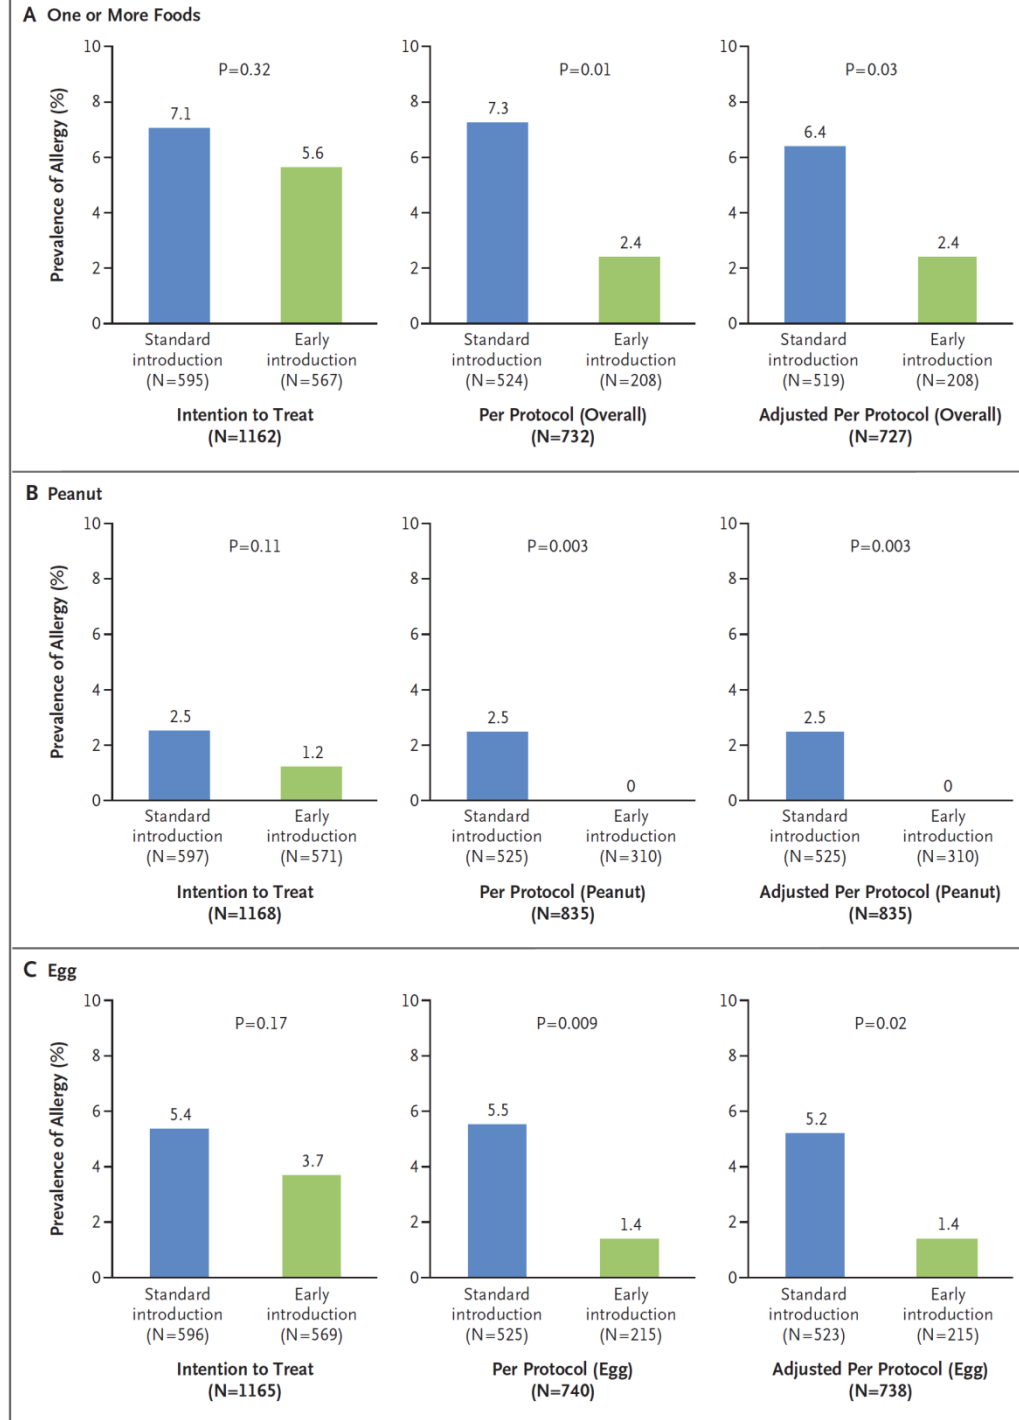 A One or More Foods
Prevalence of Allergy (%)
10
8
6
4
2
0
P=0.32
7.1
5.6
Standard introduction (N=595)
Early introduction (N=567)
Intention to Treat
(N=1162)
10
8
6
4
2
0
P=0.01
7.3
2.4
Standard introduction (N=524)
Early introduction (N=208)
Per Protocol (Overall)
(N=732)
10
8
6
4
2
0
P=0.03
6.4
2.4
Standard introduction (N=519)
Early introduction (N=208)
Adjusted Per Protocol (Overall)
(N=727)
B Peanut
Prevalence of Allergy (%)
10
8
6
4
2
0
P=0.11
2.5
1.2
Standard introduction (N=597)
Early introduction (N=571)
Intention to Treat
(N=1168)
10
8
6
4
2
0
P=0.003
2.5
0
Standard introduction (N=525)
Early introduction (N=310)
Per Protocol (Peanut)
(N=835)
10
8
6
4
2
0
P=0.003
2.5
0
Standard introduction (N=525)
Early introduction (N=310)
Adjusted Per Protocol (Peanut)
(N=835)
C Egg
Prevalence of Allergy (%)
10
8
6
4
2
0
P=0.17
5.4
3.7
Standard introduction (N=596)
Early introduction (N=569)
Intention to Treat
(N=1165)
10
8
6
4
2
0
P=0.009
5.5
1.4
Standard introduction (N=525)
Early introduction (N=215)
Per Protocol (Egg)
(N=740)
10
8
6
4
2
0
P=0.02
5.2
1.4
Standard introduction (N=523)
Early introduction (N=215)
Adjusted Per Protocol (Egg)
(N=738)